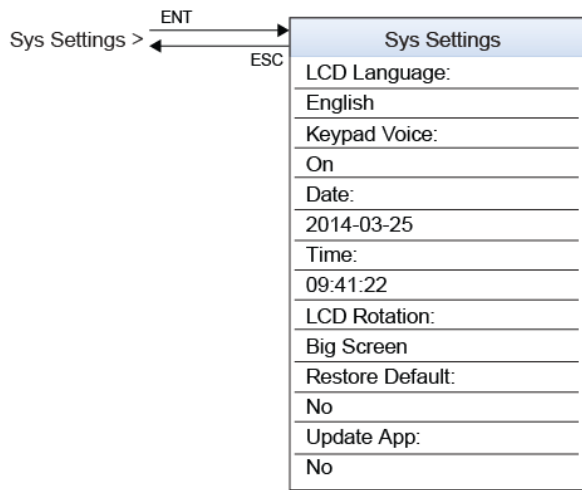 Sys Settings >
ENT
ESC
Sys Settings
LCD Language:
English
Keypad Voice:
On
Date:
2014-03-25
Time:
09:41:22
LCD Rotation:
Big Screen
Restore Default:
No
Update App:
No